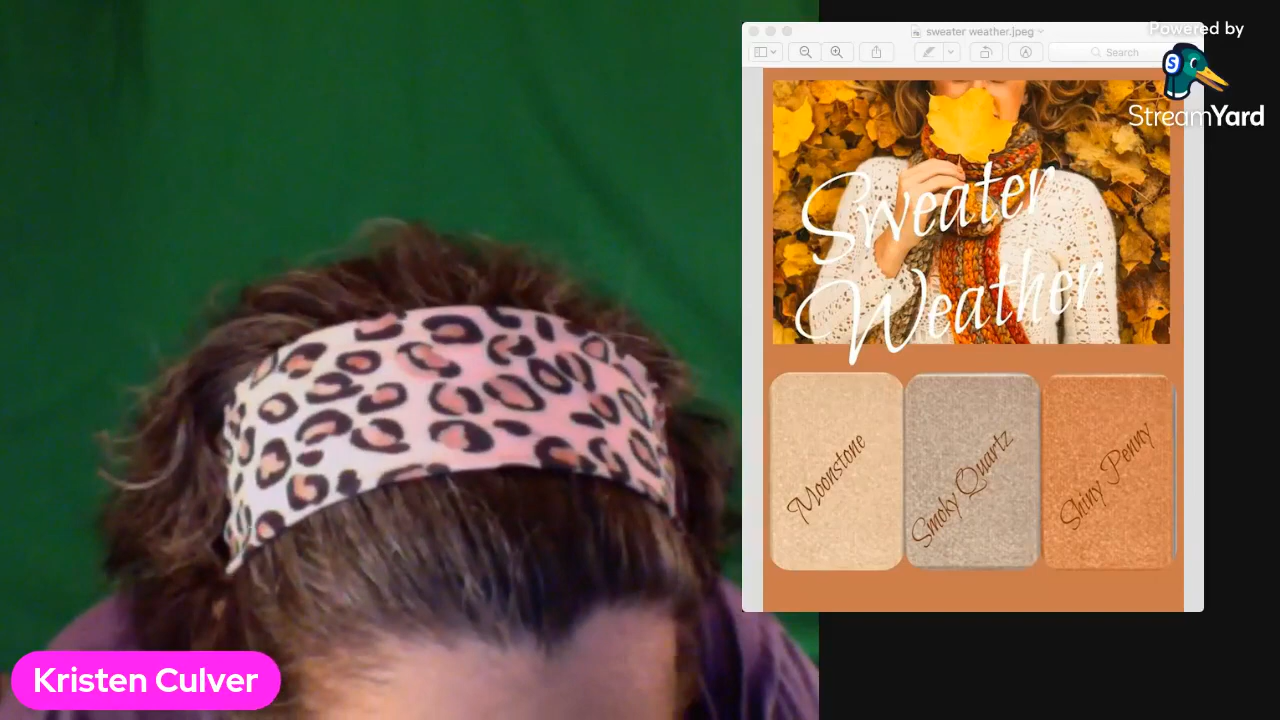 sweater weather.jpeg
Search
Powered by
S
StreamYard
Sweater
Weather
Moonstone
Smoky Quartz
Shiny Penny
Kristen Culver